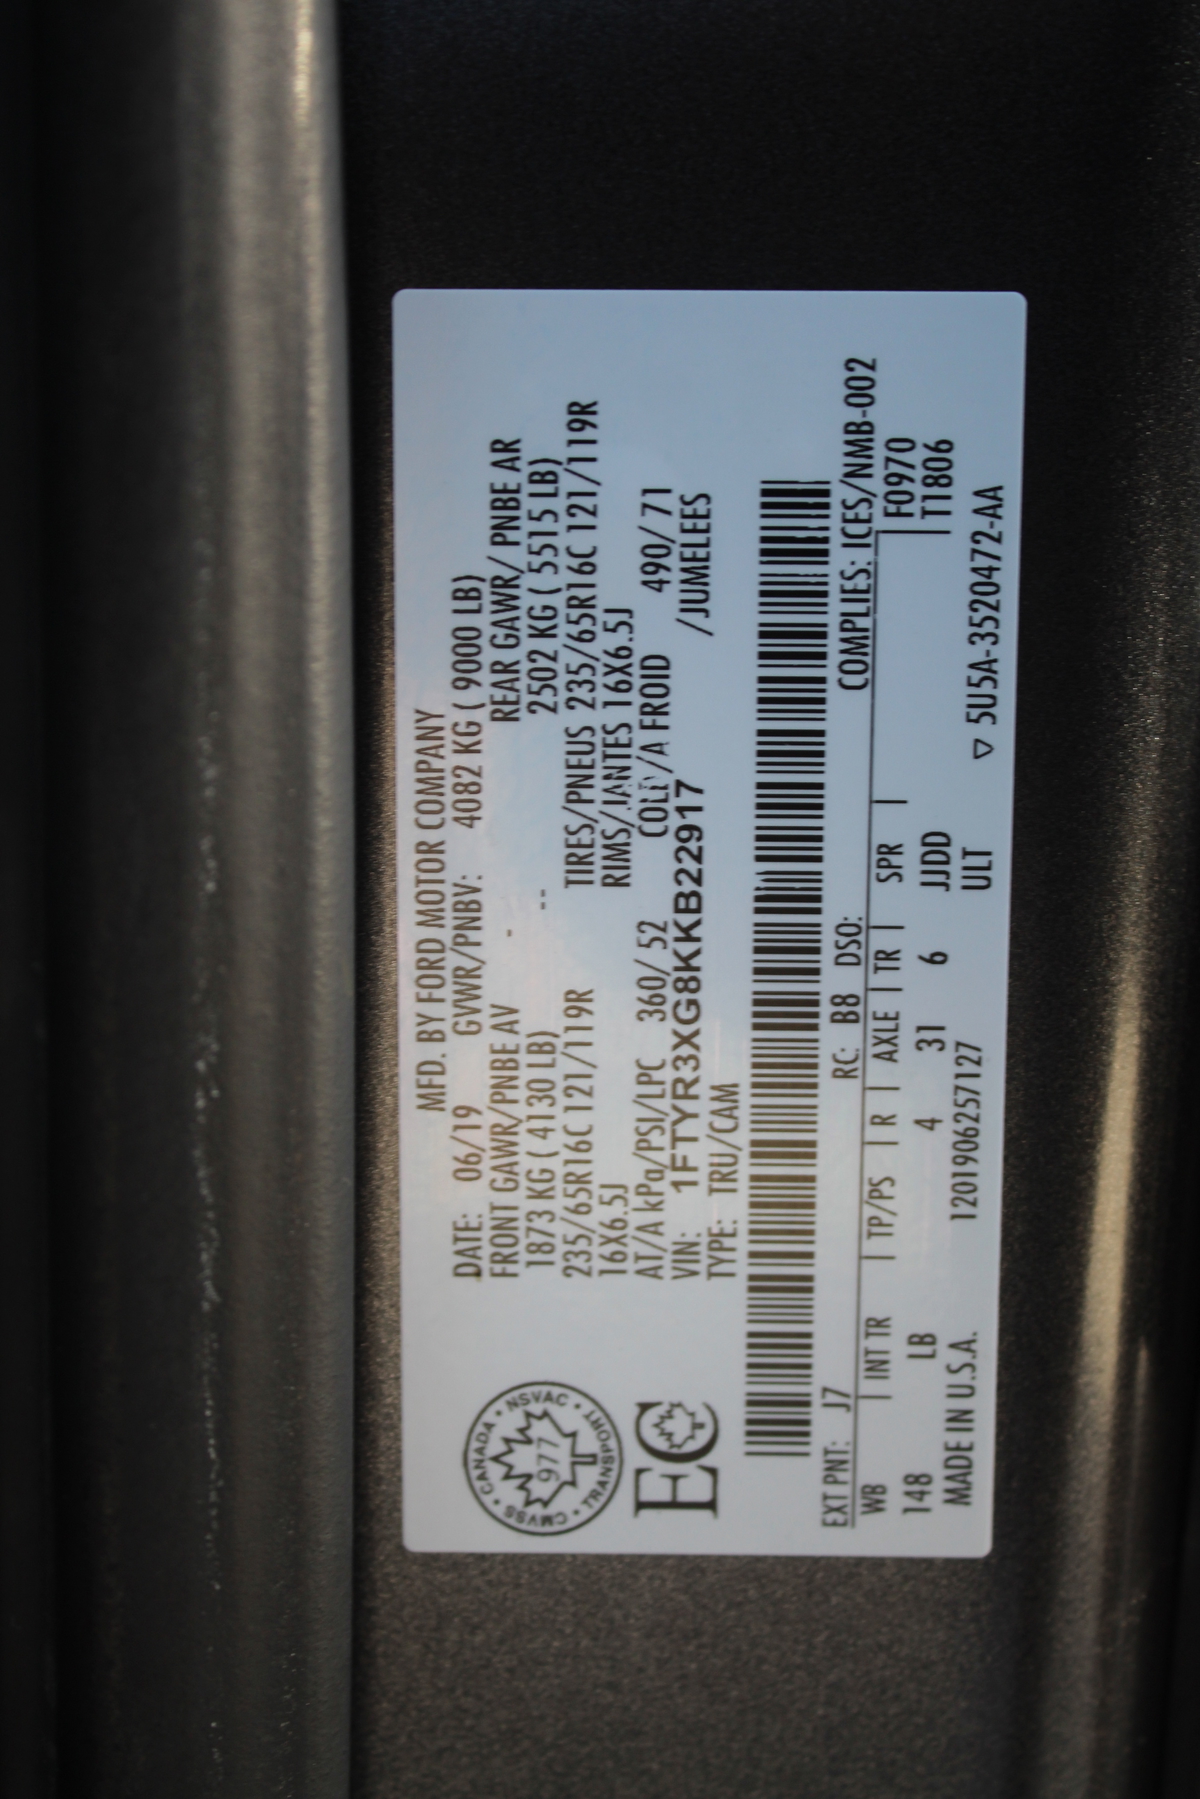 MFD. BY FORD MOTOR COMPANY
DATE: 06/19 GVWR/PNBV: 4082 KG ( 9000 LB)
FRONT GAWR/PNBE AV - REAR GAWR/ PNBE AR
1873 KG ( 4130 LB) -- 2502 KG ( 5515 LB)
235/65R16C 121/119R TIRES/PNEUS 235/65R16C 121/119R
16X6.5J RIMS/JANTES 16X6.5J
AT/A kPa/PSI/LPC 360/ 52 COLD/A FROID 490/ 71
VIN: 1FTYR3XG8KKB22917 /JUMELEES
TYPE: TRU/CAM
CANADA • NSVAC • TRANSPORT • CMVSS •
977
EC
COMPLIES: ICES/NMB-002
EXT PNT: J7 RC: B8 DSO:
WB | INT TR | TP/PS | R | AXLE | TR | SPR | F0970
148 LB 4 31 6 JJDD T1806
MADE IN U.S.A. 120190625 7127 ULT
▽ 5U5A-3520472-AA